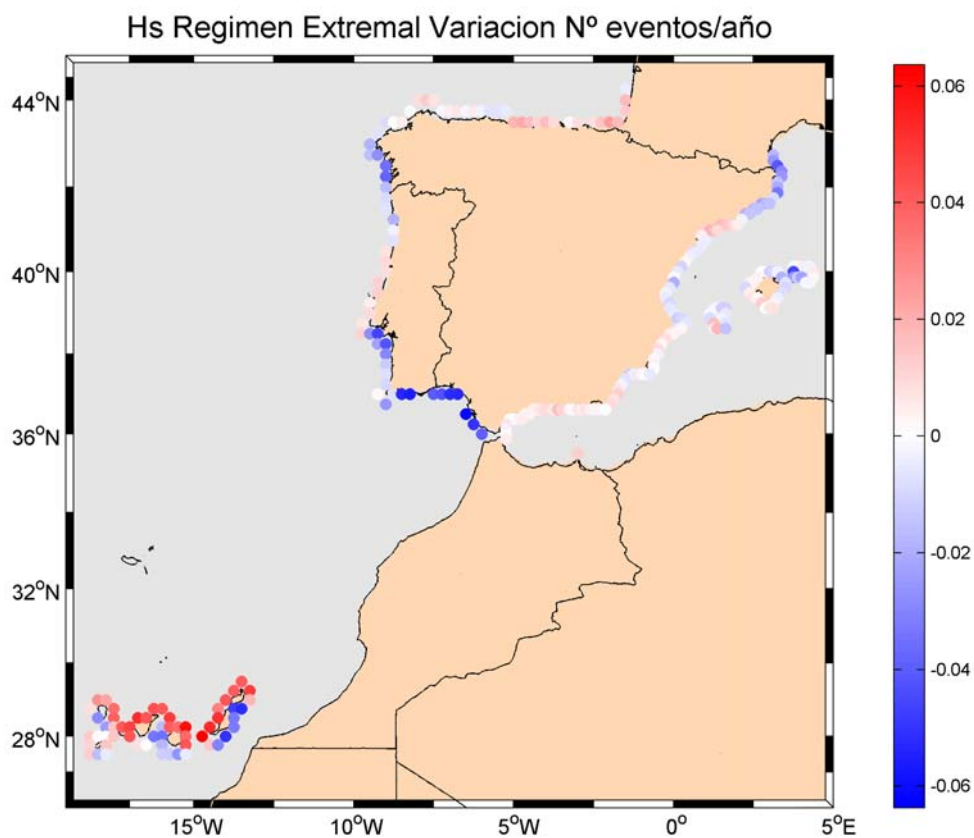 Hs Regimen Extremal Variacion Nº eventos/año
44°N
40°N
36°N
32°N
28°N
15°W
10°W
5°W
0°
5°E
0.06
0.04
0.02
0
-0.02
-0.04
-0.06